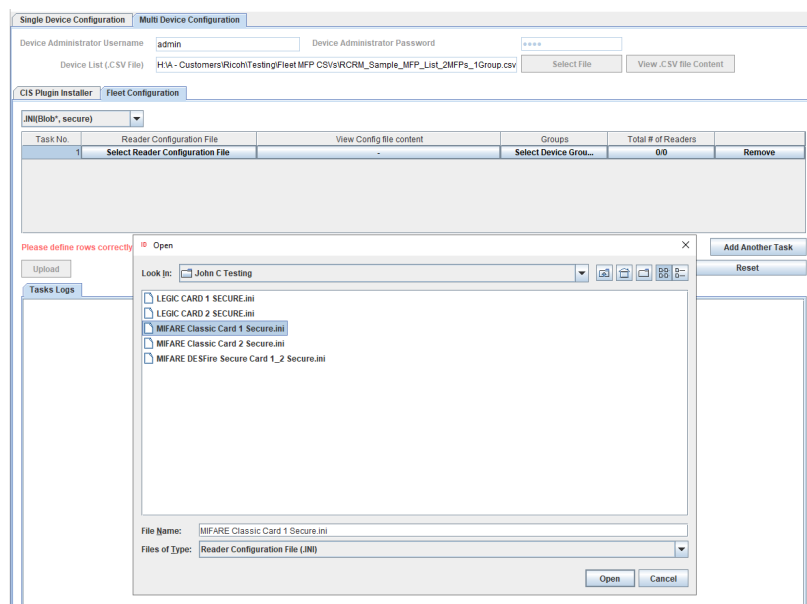 Single Device Configuration Multi Device Configuration
Device Administrator Username admin Device Administrator Password ****
Device List (.CSV File) H:\A - Customers\Ricoh\Testing\Fleet MFP CSVs\RCRM_Sample_MFP_List_2MFPs_1Group.csv Select File View .CSV file Content
CIS Plugin Installer Fleet Configuration
.INI(Blob*, secure)
Task No. Reader Configuration File View Config file content Groups Total # of Readers
1 Select Reader Configuration File - Select Device Grou... 0/0 Remove
Please define rows correctly
Add Another Task
Upload
Reset
Tasks Logs
Open
Look In: John C Testing
LEGIC CARD 1 SECURE.ini
LEGIC CARD 2 SECURE.ini
MIFARE Classic Card 1 Secure.ini
MIFARE Classic Card 2 Secure.ini
MIFARE DESFire Secure Card 1_2 Secure.ini
File Name: MIFARE Classic Card 1 Secure.ini
Files of Type: Reader Configuration File (.INI)
Open Cancel